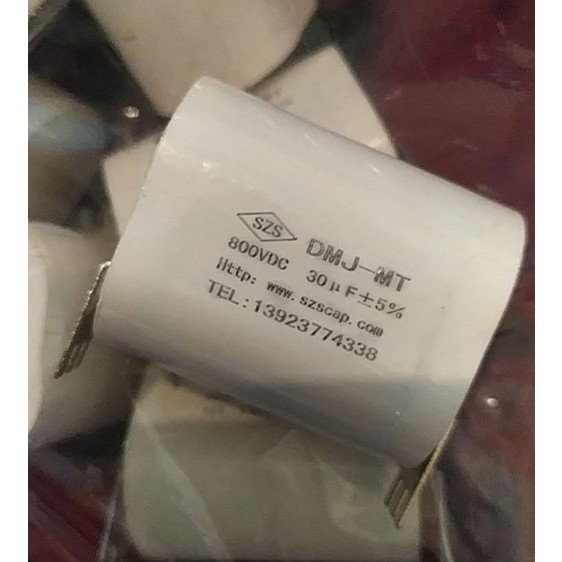 SZS DMJ-MT
800VDC 30μF±5%
Http: www.szscap.com
TEL:13923774338